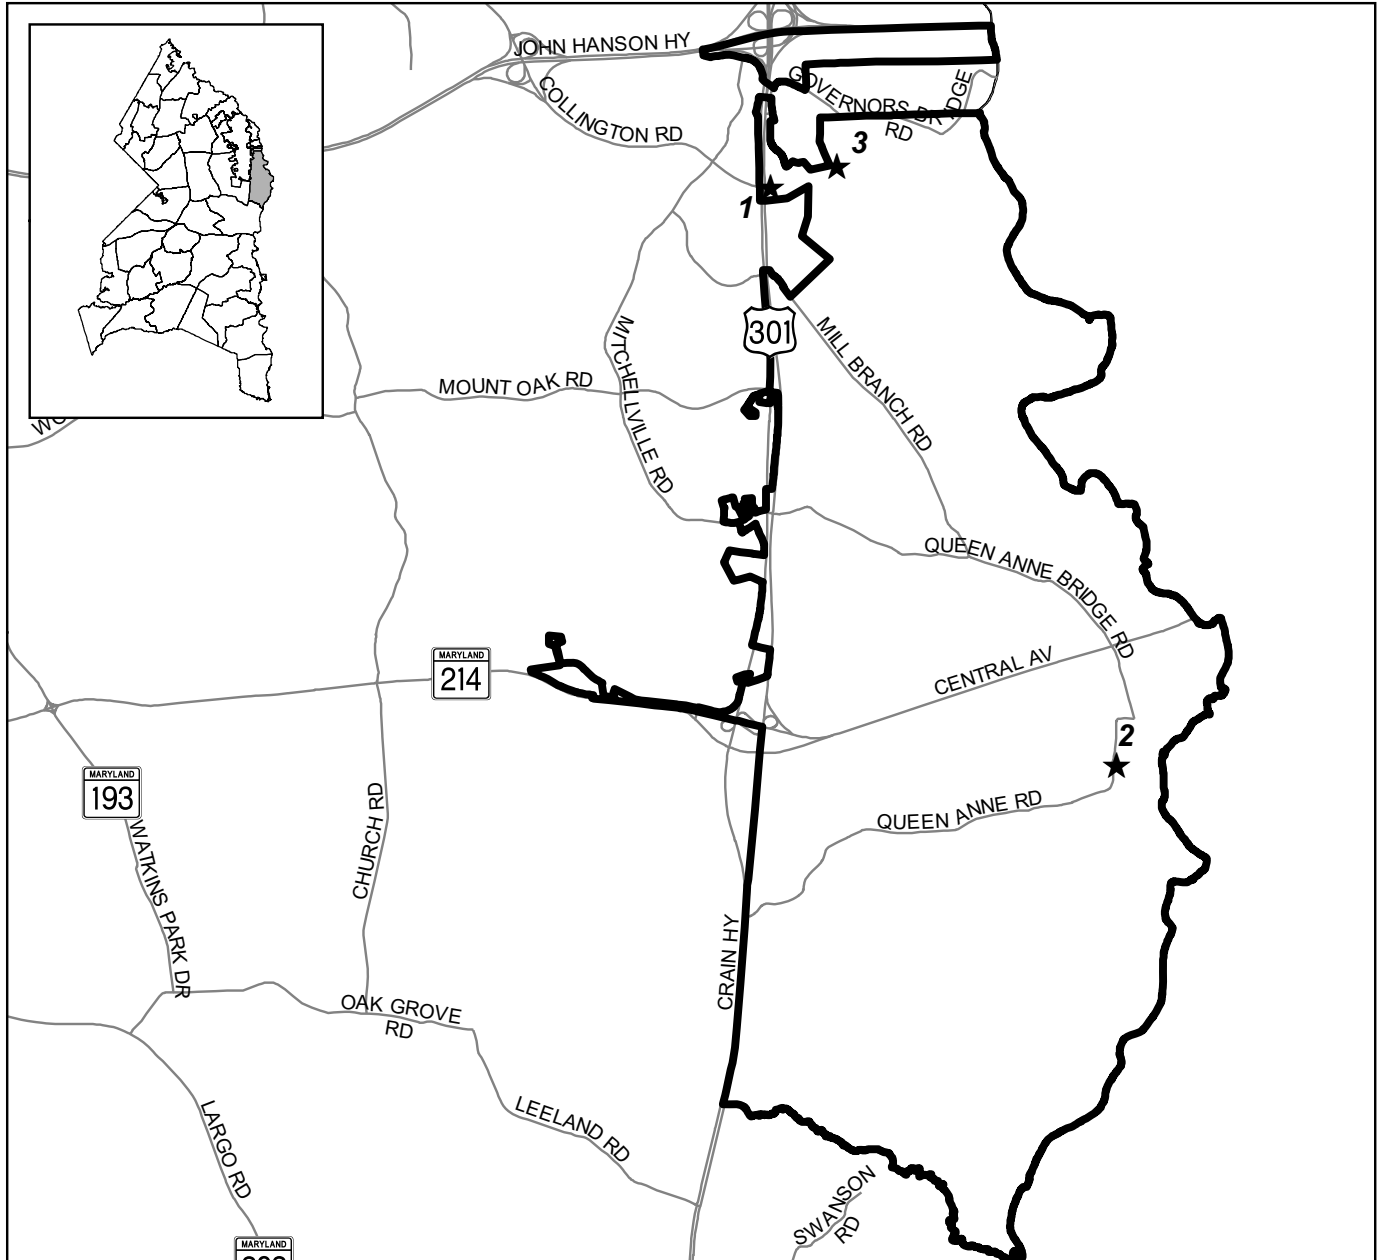 JOHN HANSON HY
COLLINGTON RD
GOVERNORS BRIDGE
RD
3
1
301
MITCHELLVILLE RD
MILL BRANCH RD
MOUNT OAK RD
QUEEN ANNE BRIDGE RD
MARYLAND
214
CENTRAL AV
2
MARYLAND
193
QUEEN ANNE RD
CHURCH RD
WATKINS PARK DR
CRAIN HY
OAK GROVE
RD
LEELAND RD
LARGO RD
SWANSON
RD
MARYLAND